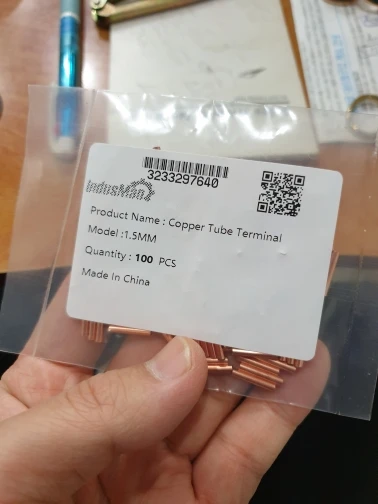 3233297640
IndusMan
Product Name : Copper Tube Terminal
Model :1.5MM
Quantity : 100 PCS
Made In China